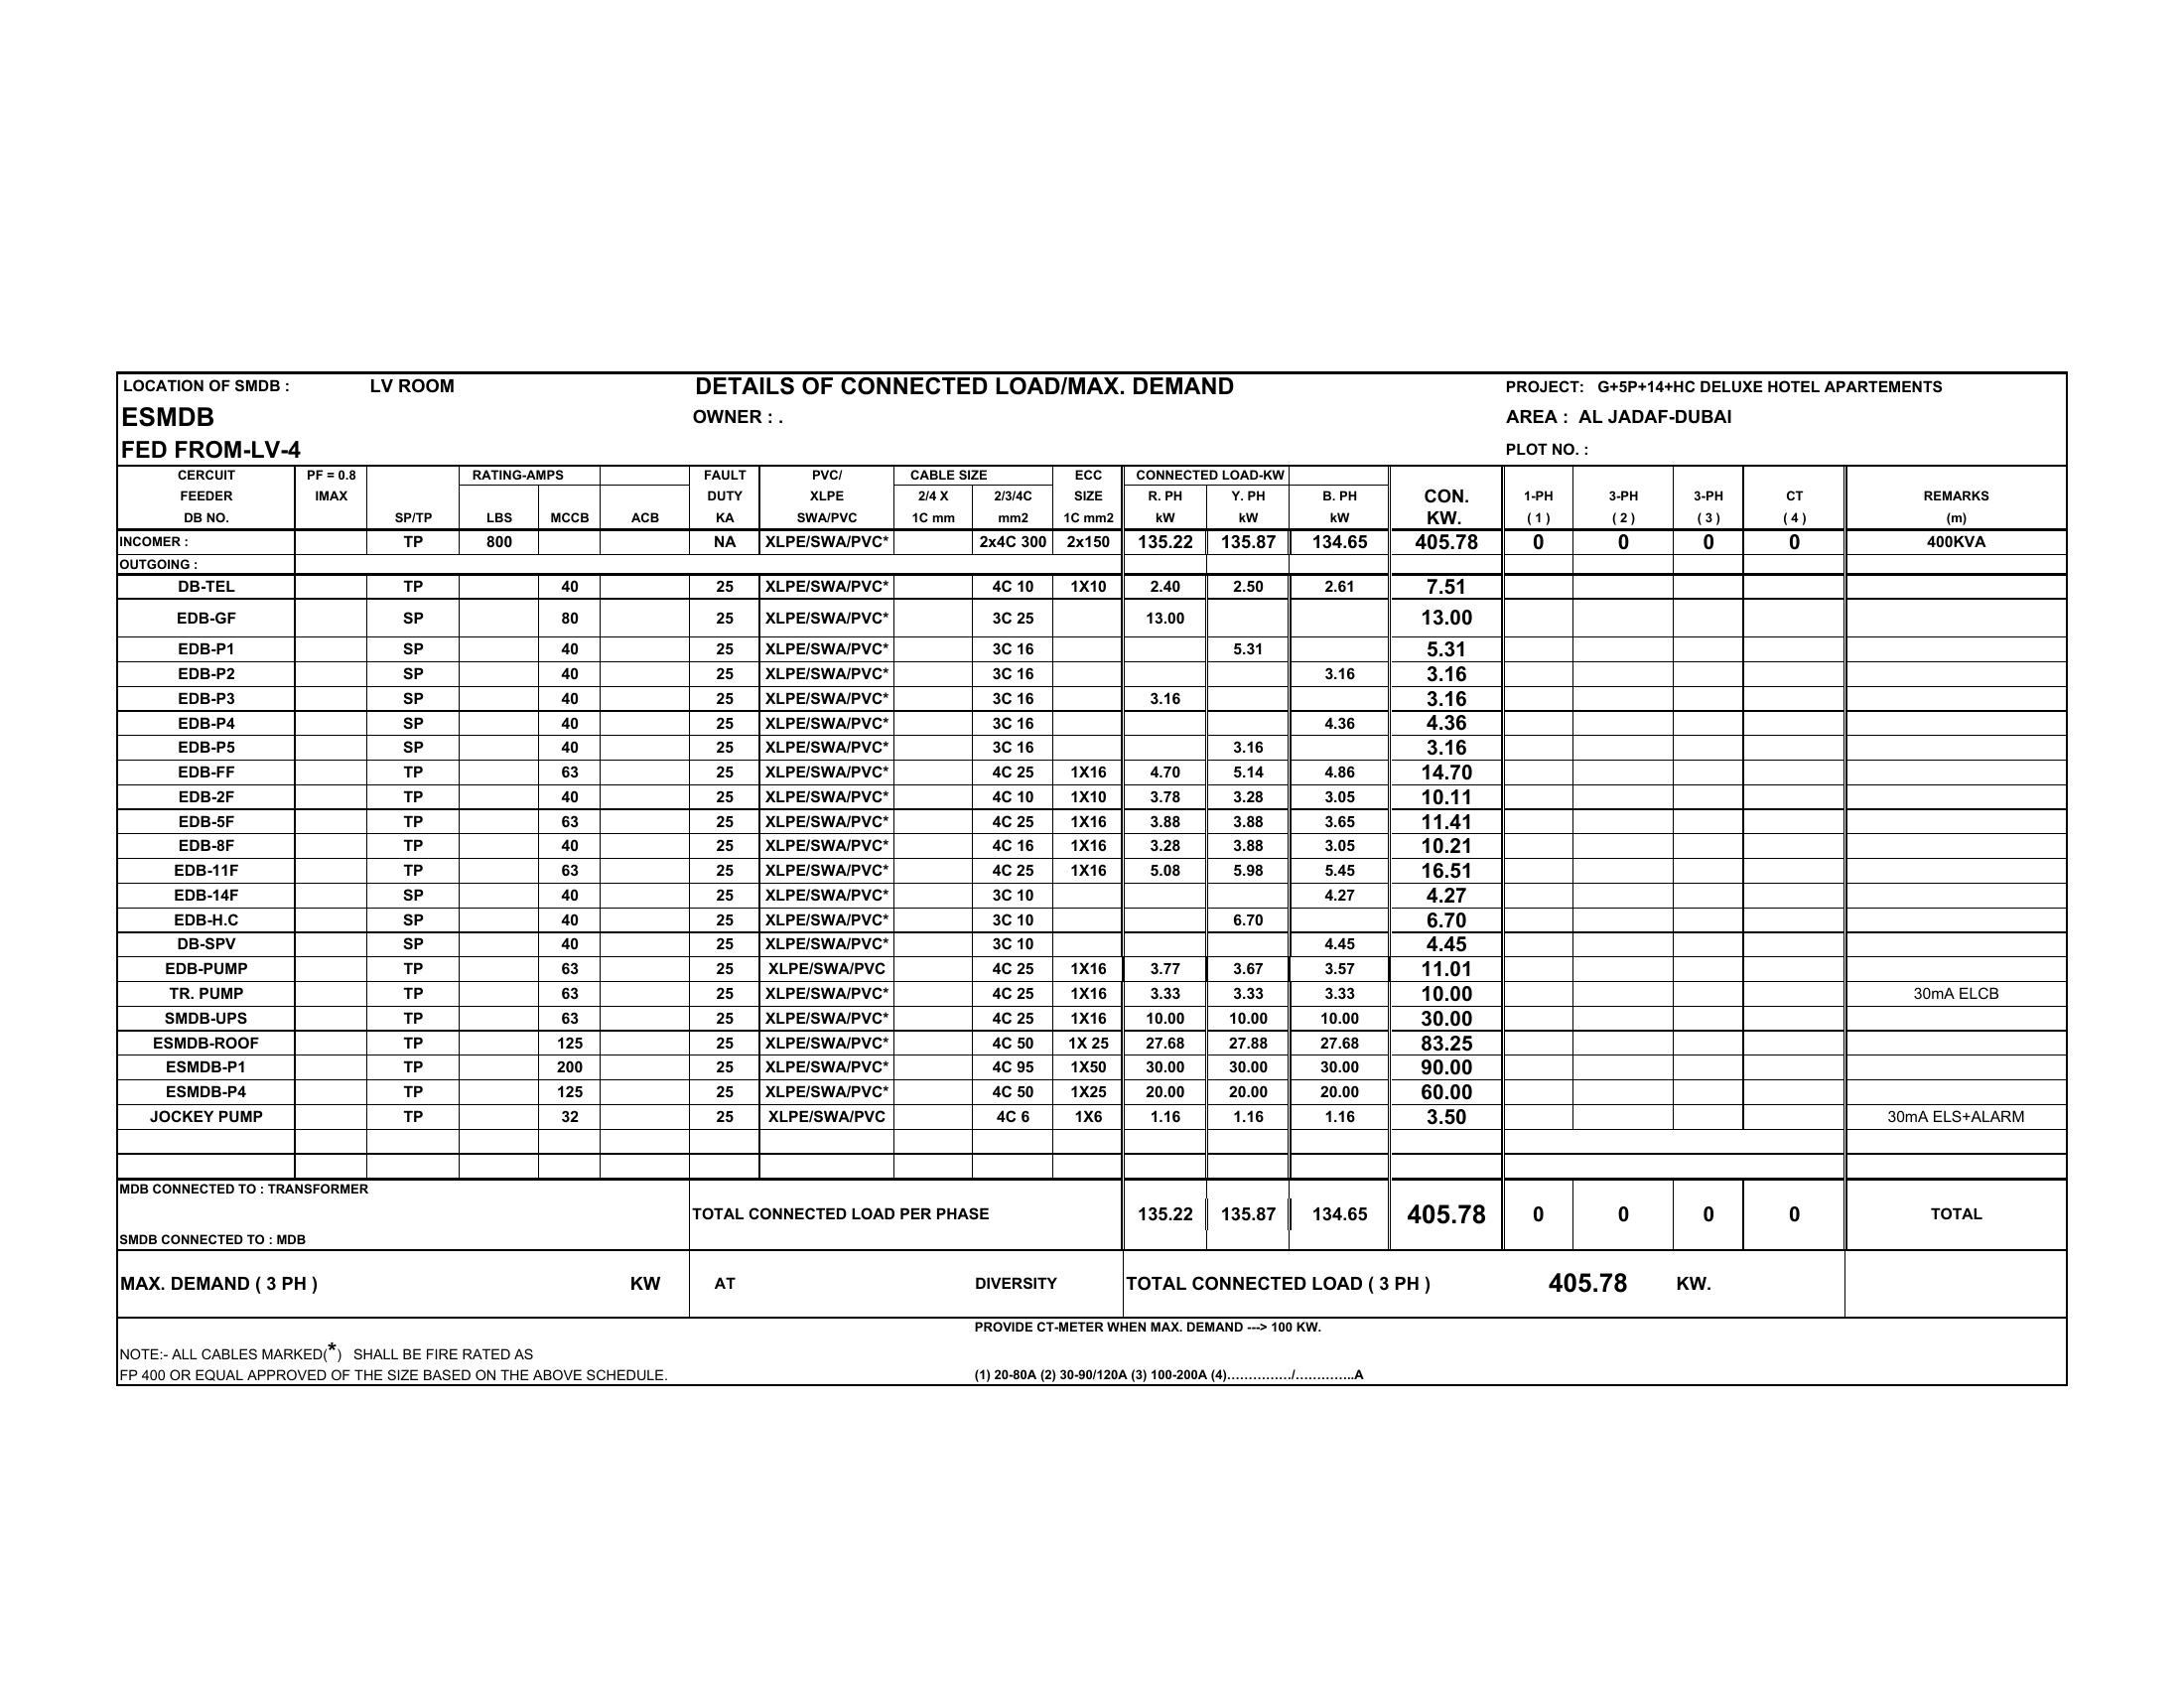 LOCATION OF SMDB : LV ROOM DETAILS OF CONNECTED LOAD/MAX. DEMAND PROJECT: G+5P+14+HC DELUXE HOTEL APARTEMENTS
ESMDB OWNER : . AREA : AL JADAF-DUBAI
FED FROM-LV-4 PLOT NO. :
CERCUIT PF = 0.8 RATING-AMPS FAULT PVC/ CABLE SIZE ECC CONNECTED LOAD-KW
FEEDER IMAX DUTY XLPE 2/4 X 2/3/4C SIZE R. PH Y. PH B. PH CON. 1-PH 3-PH 3-PH CT REMARKS
DB NO. SP/TP LBS MCCB ACB KA SWA/PVC 1C mm mm2 1C mm2 kW kW kW KW. ( 1 ) ( 2 ) ( 3 ) ( 4 ) (m)
INCOMER : TP 800 NA XLPE/SWA/PVC* 2x4C 300 2x150 135.22 135.87 134.65 405.78 0 0 0 0 400KVA
OUTGOING :
DB-TEL TP 40 25 XLPE/SWA/PVC* 4C 10 1X10 2.40 2.50 2.61 7.51
EDB-GF SP 80 25 XLPE/SWA/PVC* 3C 25 13.00 13.00
EDB-P1 SP 40 25 XLPE/SWA/PVC* 3C 16 5.31 5.31
EDB-P2 SP 40 25 XLPE/SWA/PVC* 3C 16 3.16 3.16
EDB-P3 SP 40 25 XLPE/SWA/PVC* 3C 16 3.16 3.16
EDB-P4 SP 40 25 XLPE/SWA/PVC* 3C 16 4.36 4.36
EDB-P5 SP 40 25 XLPE/SWA/PVC* 3C 16 3.16 3.16
EDB-FF TP 63 25 XLPE/SWA/PVC* 4C 25 1X16 4.70 5.14 4.86 14.70
EDB-2F TP 40 25 XLPE/SWA/PVC* 4C 10 1X10 3.78 3.28 3.05 10.11
EDB-5F TP 63 25 XLPE/SWA/PVC* 4C 25 1X16 3.88 3.88 3.65 11.41
EDB-8F TP 40 25 XLPE/SWA/PVC* 4C 16 1X16 3.28 3.88 3.05 10.21
EDB-11F TP 63 25 XLPE/SWA/PVC* 4C 25 1X16 5.08 5.98 5.45 16.51
EDB-14F SP 40 25 XLPE/SWA/PVC* 3C 10 4.27 4.27
EDB-H.C SP 40 25 XLPE/SWA/PVC* 3C 10 6.70 6.70
DB-SPV SP 40 25 XLPE/SWA/PVC* 3C 10 4.45 4.45
EDB-PUMP TP 63 25 XLPE/SWA/PVC 4C 25 1X16 3.77 3.67 3.57 11.01
TR. PUMP TP 63 25 XLPE/SWA/PVC* 4C 25 1X16 3.33 3.33 3.33 10.00 30mA ELCB
SMDB-UPS TP 63 25 XLPE/SWA/PVC* 4C 25 1X16 10.00 10.00 10.00 30.00
ESMDB-ROOF TP 125 25 XLPE/SWA/PVC* 4C 50 1X 25 27.68 27.88 27.68 83.25
ESMDB-P1 TP 200 25 XLPE/SWA/PVC* 4C 95 1X50 30.00 30.00 30.00 90.00
ESMDB-P4 TP 125 25 XLPE/SWA/PVC* 4C 50 1X25 20.00 20.00 20.00 60.00
JOCKEY PUMP TP 32 25 XLPE/SWA/PVC 4C 6 1X6 1.16 1.16 1.16 3.50 30mA ELS+ALARM
MDB CONNECTED TO : TRANSFORMER
TOTAL CONNECTED LOAD PER PHASE 135.22 135.87 134.65 405.78 0 0 0 0 TOTAL
SMDB CONNECTED TO : MDB
MAX. DEMAND ( 3 PH ) KW AT DIVERSITY TOTAL CONNECTED LOAD ( 3 PH ) 405.78 KW.
PROVIDE CT-METER WHEN MAX. DEMAND ---> 100 KW.
NOTE:- ALL CABLES MARKED(*) SHALL BE FIRE RATED AS
FP 400 OR EQUAL APPROVED OF THE SIZE BASED ON THE ABOVE SCHEDULE. (1) 20-80A (2) 30-90/120A (3) 100-200A (4)……………/…………..A